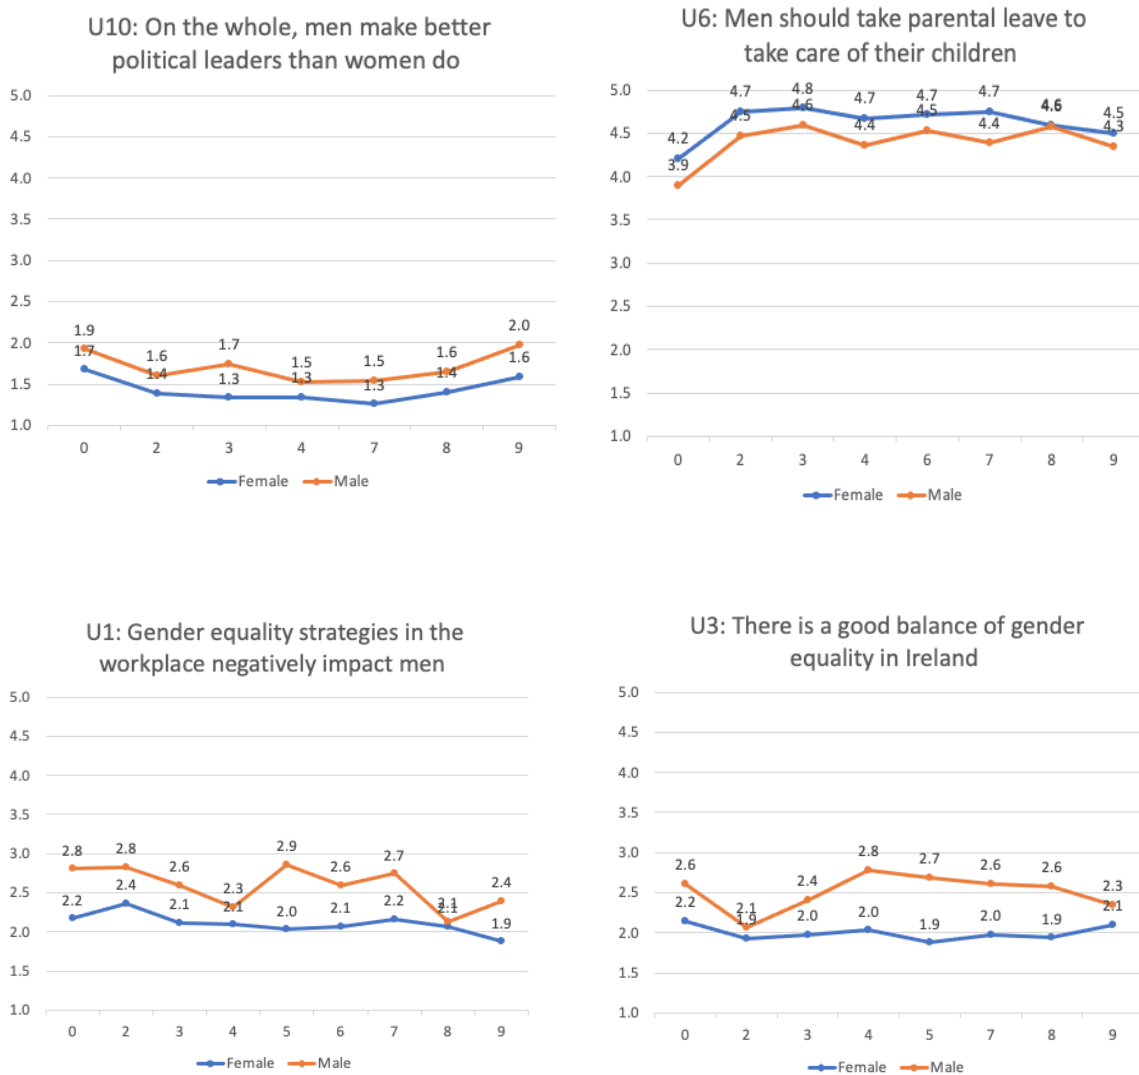 U10: On the whole, men make better
political leaders than women do
5.0
4.5
4.0
3.5
3.0
2.5
2.0
1.5
1.0
1.9 1.6 1.7 1.5 1.5 1.6 2.0
1.7 1.4 1.3 1.3 1.3 1.4 1.6
0 2 3 4 7 8 9
Female Male
U6: Men should take parental leave to
take care of their children
5.0
4.5
4.0
3.5
3.0
2.5
2.0
1.5
1.0
4.2 4.7 4.8 4.7 4.7 4.7 4.6 4.5
3.9 4.5 4.6 4.4 4.5 4.4 4.6 4.3
0 2 3 4 6 7 8 9
Female Male
U1: Gender equality strategies in the
workplace negatively impact men
5.0
4.5
4.0
3.5
3.0
2.5
2.0
1.5
1.0
2.8 2.8 2.6 2.3 2.9 2.6 2.7 2.1 2.4
2.2 2.4 2.1 2.1 2.0 2.1 2.2 2.1 1.9
0 2 3 4 5 6 7 8 9
Female Male
U3: There is a good balance of gender
equality in Ireland
5.0
4.5
4.0
3.5
3.0
2.5
2.0
1.5
1.0
2.6 2.1 2.4 2.8 2.7 2.6 2.6 2.3
2.2 1.9 2.0 2.0 1.9 2.0 1.9 2.1
0 2 3 4 5 7 8 9
Female Male